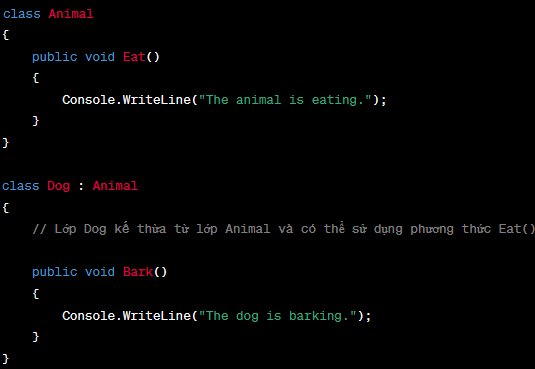 class Animal
{
    public void Eat()
    {
        Console.WriteLine("The animal is eating.");
    }
}

class Dog : Animal
{
    // Lớp Dog kế thừa từ lớp Animal và có thể sử dụng phương thức Eat()

    public void Bark()
    {
        Console.WriteLine("The dog is barking.");
    }
}